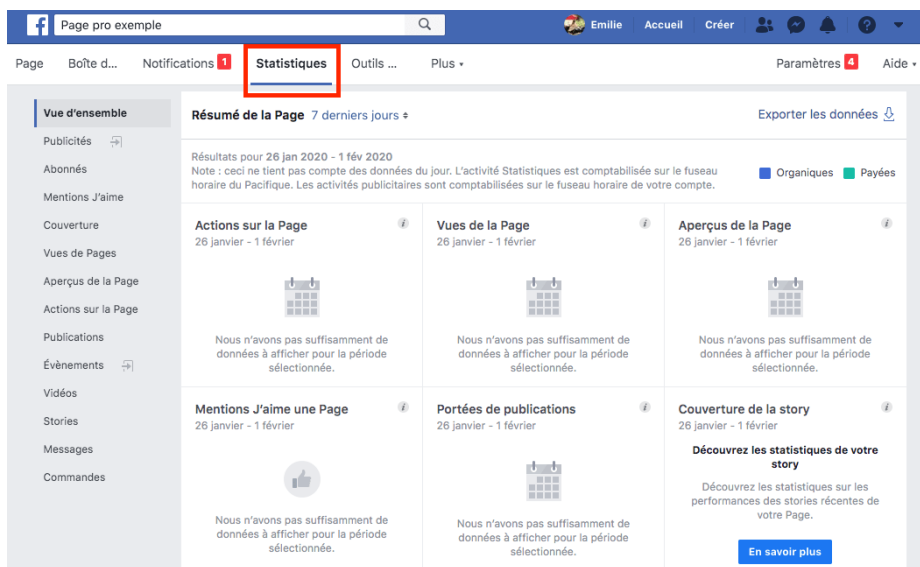 f Page pro exemple Emilie Accueil Créer
Page Boîte d... Notifications 1 Statistiques Outils ... Plus Paramètres 4 Aide
Vue d'ensemble
Publicités
Abonnés
Mentions J'aime
Couverture
Vues de Pages
Aperçus de la Page
Actions sur la Page
Publications
Évènements
Vidéos
Stories
Messages
Commandes
Résumé de la Page 7 derniers jours Exporter les données
Résultats pour 26 jan 2020 - 1 fév 2020
Note : ceci ne tient pas compte des données du jour. L'activité Statistiques est comptabilisée sur le fuseau
horaire du Pacifique. Les activités publicitaires sont comptabilisées sur le fuseau horaire de votre compte.
Organiques Payées
Actions sur la Page i
26 janvier - 1 février
Nous n'avons pas suffisamment de
données à afficher pour la période
sélectionnée.
Vues de la Page i
26 janvier - 1 février
Nous n'avons pas suffisamment de
données à afficher pour la période
sélectionnée.
Aperçus de la Page i
26 janvier - 1 février
Nous n'avons pas suffisamment de
données à afficher pour la période
sélectionnée.
Mentions J'aime une Page i
26 janvier - 1 février
Nous n'avons pas suffisamment de
données à afficher pour la période
sélectionnée.
Portées de publications i
26 janvier - 1 février
Nous n'avons pas suffisamment de
données à afficher pour la période
sélectionnée.
Couverture de la story i
26 janvier - 1 février
Découvrez les statistiques de votre
story
Découvrez les statistiques sur les
performances des stories récentes de
votre Page.
En savoir plus